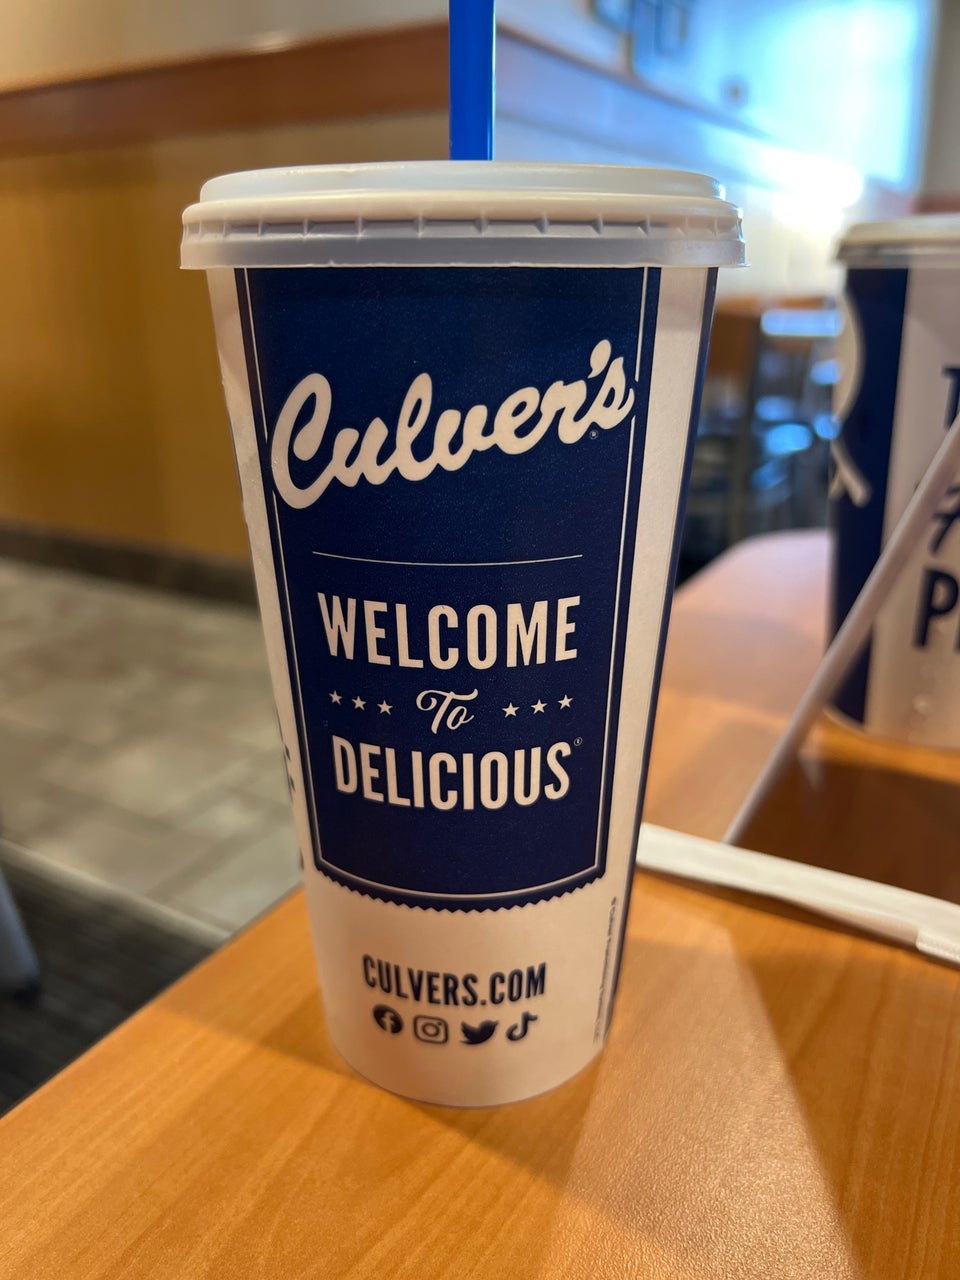 Culver's®
WELCOME
To
DELICIOUS®
CULVERS.COM